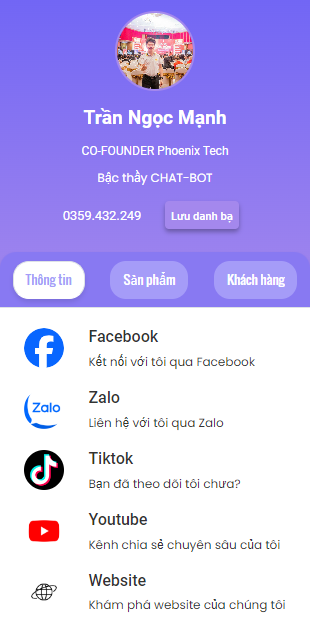 Trần Ngọc Mạnh
CO-FOUNDER Phoenix Tech
Bậc thầy CHAT-BOT
0359.432.249 Lưu danh bạ
Thông tin Sản phẩm Khách hàng
Facebook
Kết nối với tôi qua Facebook
Zalo
Zalo
Liên hệ với tôi qua Zalo
Tiktok
Bạn đã theo dõi tôi chưa?
Youtube
Kênh chia sẻ chuyên sâu của tôi
Website
Khám phá website của chúng tôi